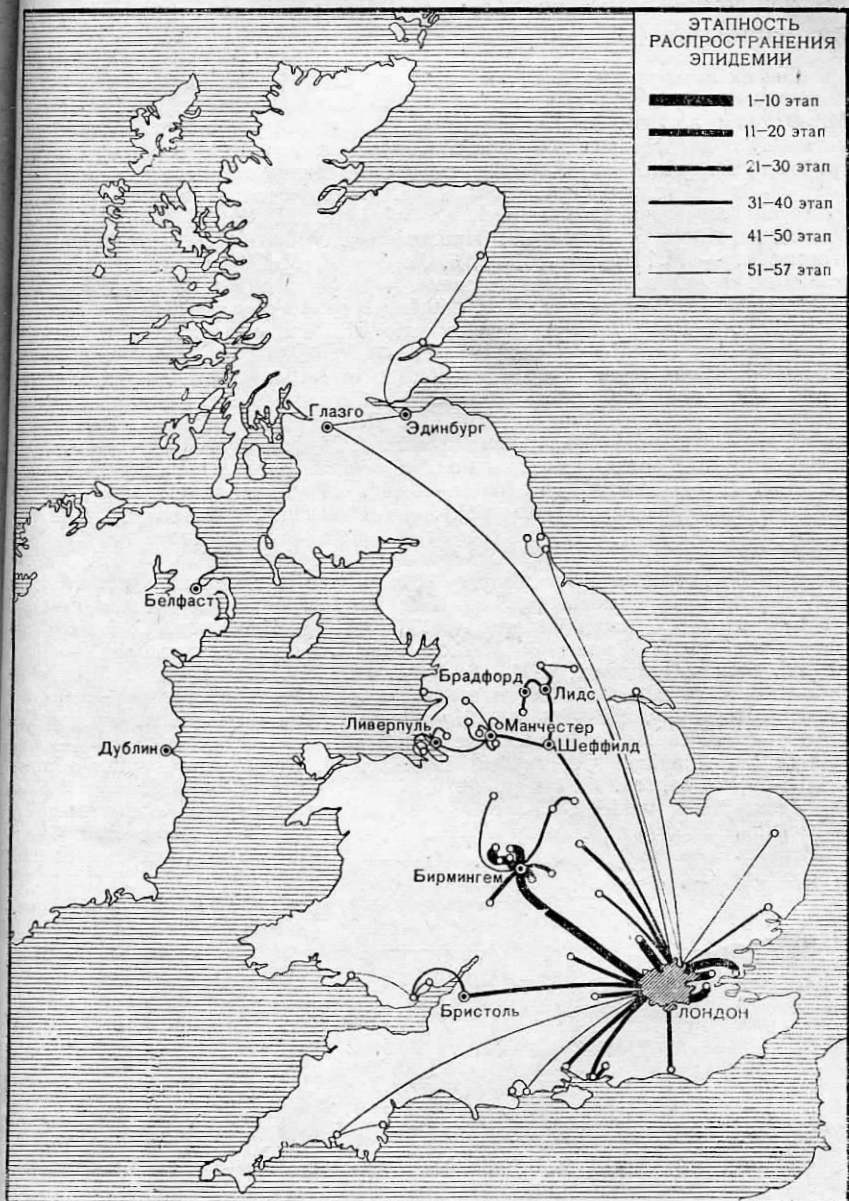 ЭТАПНОСТЬ
РАСПРОСТРАНЕНИЯ
ЭПИДЕМИИ
1—10 этап
11—20 этап
21—30 этап
31—40 этап
41—50 этап
51—57 этап
Глазго
Эдинбург
Белфаст
Брадфорд
Лидс
Ливерпуль
Манчестер
Дублин
Шеффилд
Бирмингем
Бристоль
ЛОНДОН